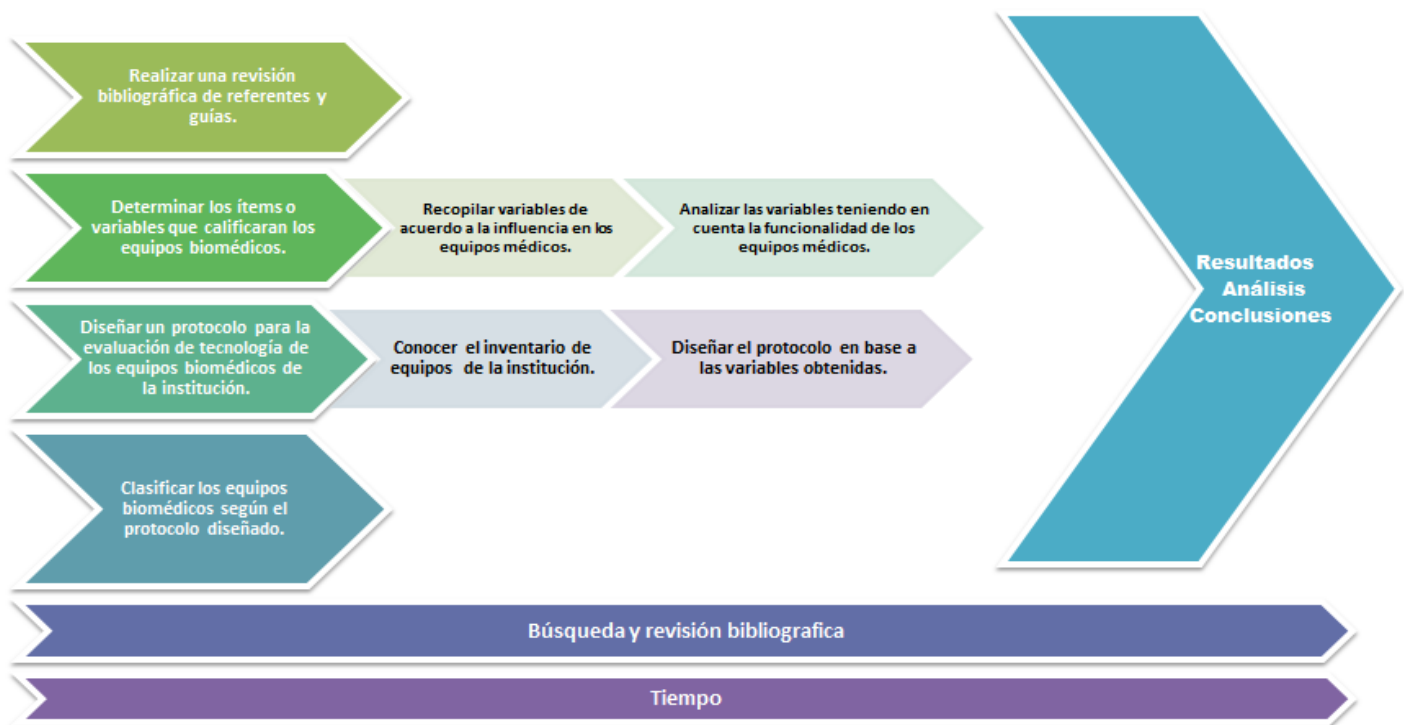 Realizar una revisión
bibliográfica de referentes y
guías.
Determinar los ítems o
variables que calificaran los
equipos biomédicos.
Recopilar variables de
acuerdo a la influencia en los
equipos médicos.
Analizar las variables teniendo en
cuenta la funcionalidad de los
equipos médicos.
Diseñar un protocolo para la
evaluación de tecnología de
los equipos biomédicos de
la institución.
Conocer el inventario de
equipos de la institución.
Diseñar el protocolo en base a
las variables obtenidas.
Clasificar los equipos
biomédicos según el
protocolo diseñado.
Resultados
Análisis
Conclusiones
Búsqueda y revisión bibliografica
Tiempo